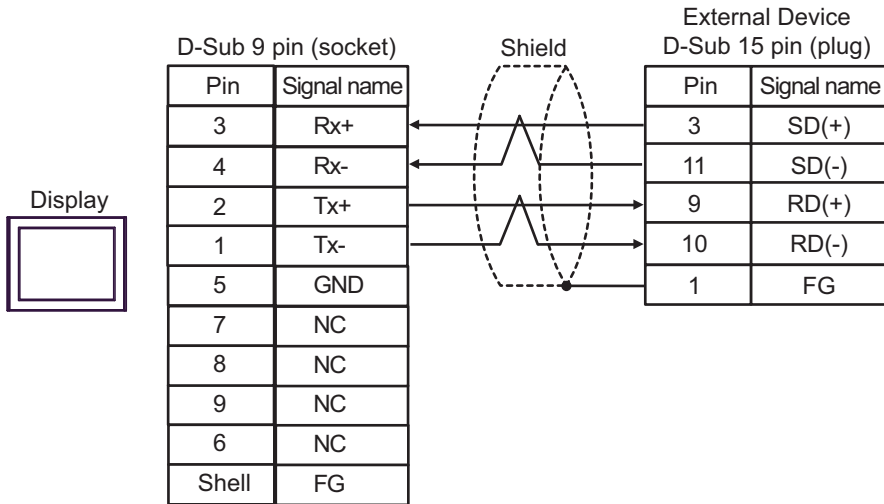 External Device
D-Sub 9 pin (socket) Shield D-Sub 15 pin (plug)
Pin Signal name Pin Signal name
3 Rx+ 3 SD(+)
4 Rx- 11 SD(-)
Display 2 Tx+ 9 RD(+)
1 Tx- 10 RD(-)
5 GND 1 FG
7 NC
8 NC
9 NC
6 NC
Shell FG